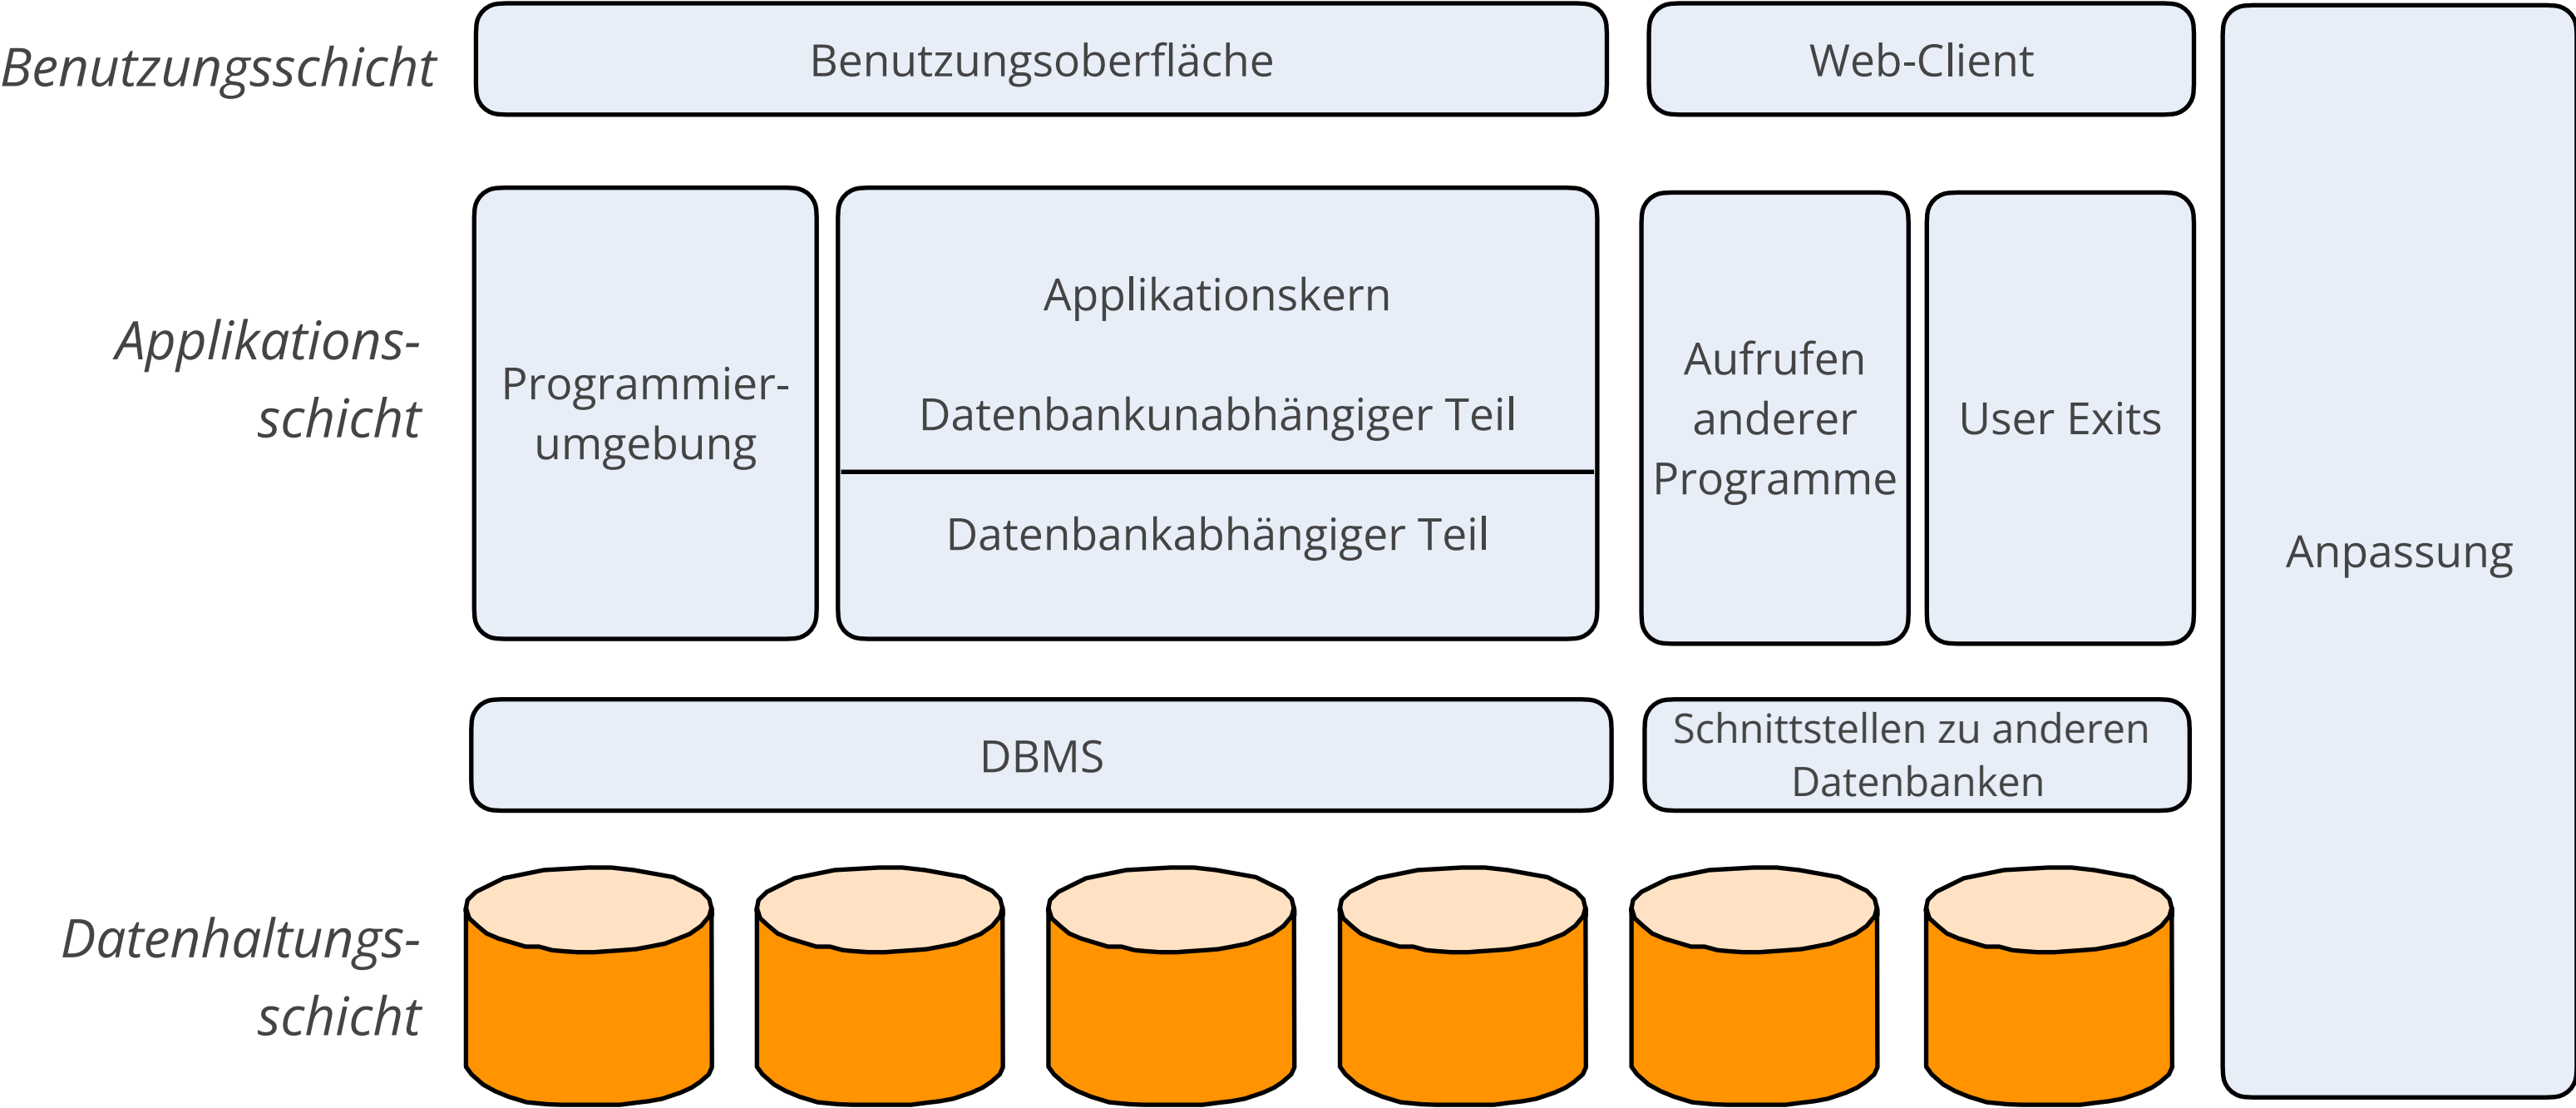 Benutzungsschicht
Benutzungsoberfläche
Web-Client
Applikations-
schicht
Programmier-
umgebung
Applikationskern
Datenbankunabhängiger Teil
Datenbankabhängiger Teil
Aufrufen
anderer
Programme
User Exits
Anpassung
DBMS
Schnittstellen zu anderen
Datenbanken
Datenhaltungs-
schicht